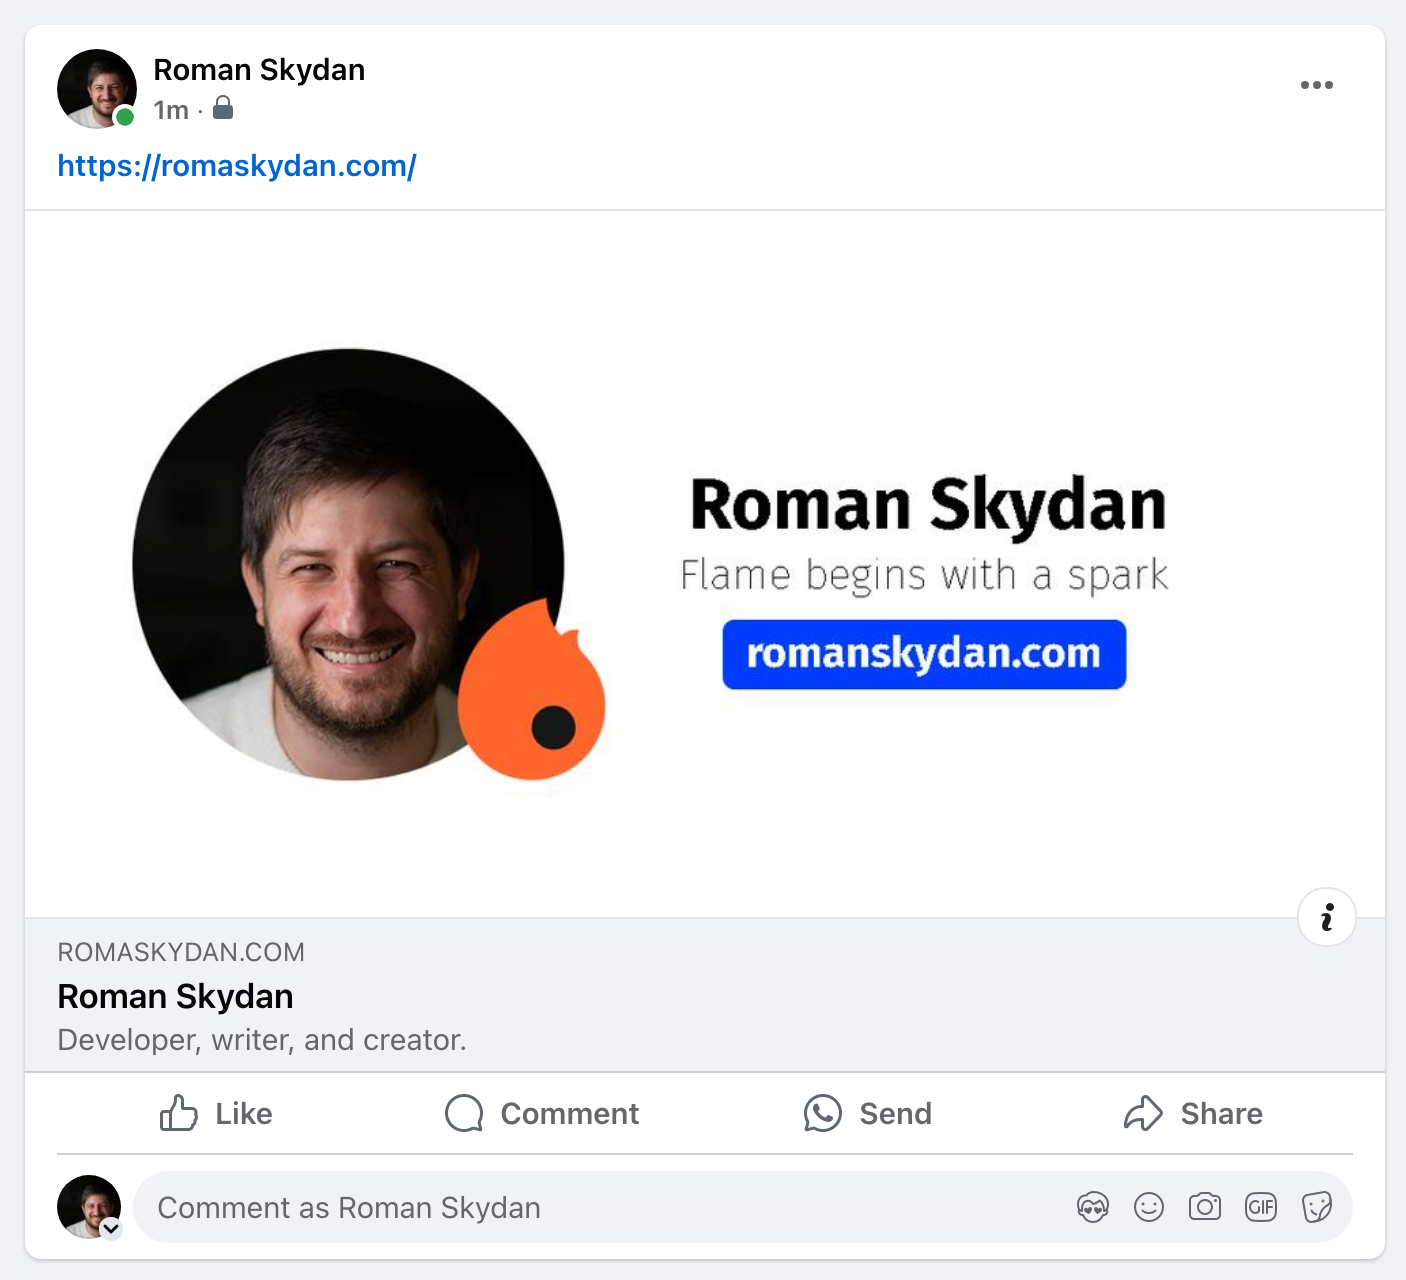 Roman Skydan
1m ·
https://romaskydan.com/
Roman Skydan
Flame begins with a spark
romanskydan.com
ROMASKYDAN.COM
Roman Skydan
Developer, writer, and creator.
Like Comment Send Share
Comment as Roman Skydan GIF